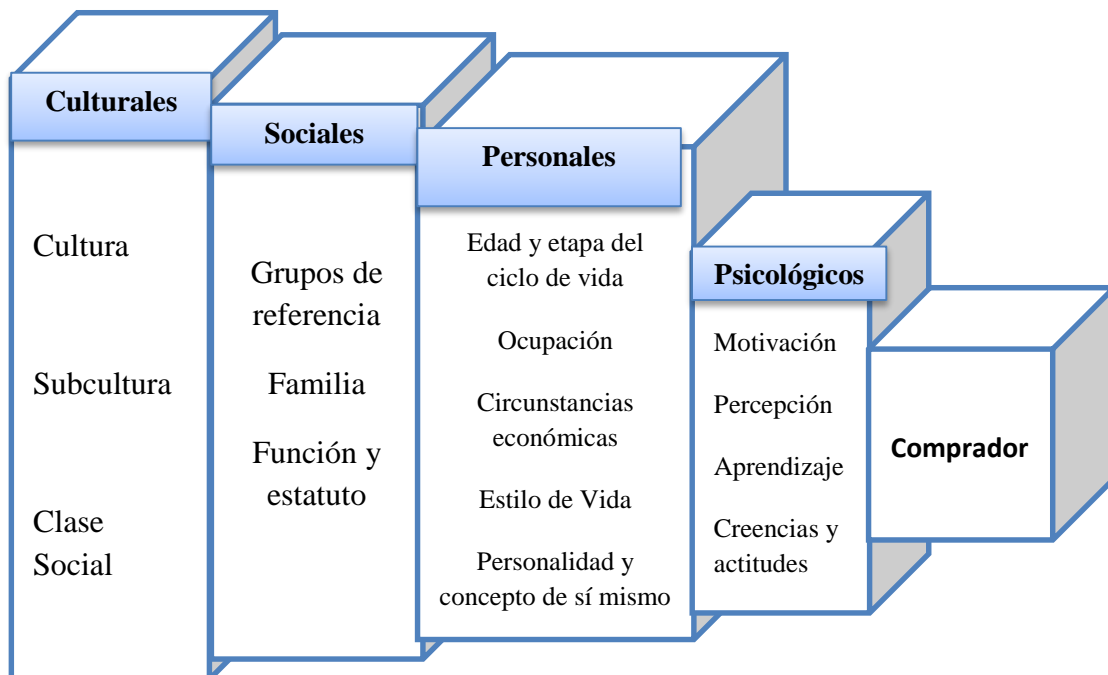 Culturales
Cultura
Subcultura
Clase
Social
Sociales
Grupos de
referencia
Familia
Función y
estatuto
Personales
Edad y etapa del
ciclo de vida
Ocupación
Circunstancias
económicas
Estilo de Vida
Personalidad y
concepto de sí mismo
Psicológicos
Motivación
Percepción
Aprendizaje
Creencias y
actitudes
Comprador